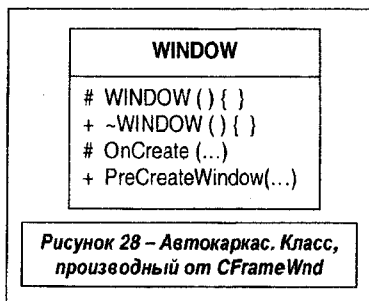 WINDOW
# WINDOW ( ) { }
+ ~WINDOW ( ) { }
# OnCreate (...)
+ PreCreateWindow(...)
Рисунок 28 – Автокаркас. Класс,
производный от CFrameWnd